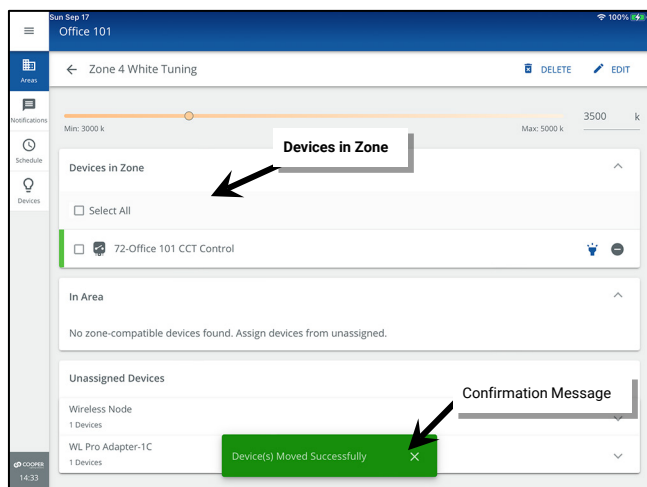 Sun Sep 17
100%
Office 101
Areas
Zone 4 White Tuning
DELETE
EDIT
Notifications
3500 k
Min: 3000 k
Max: 5000 k
Devices in Zone
Schedule
Devices in Zone
Devices
Select All
72-Office 101 CCT Control
In Area
No zone-compatible devices found. Assign devices from unassigned.
Unassigned Devices
Confirmation Message
Wireless Node
1 Devices
WL Pro Adapter-1C
1 Devices
Device(s) Moved Successfully
COOPER
14:33